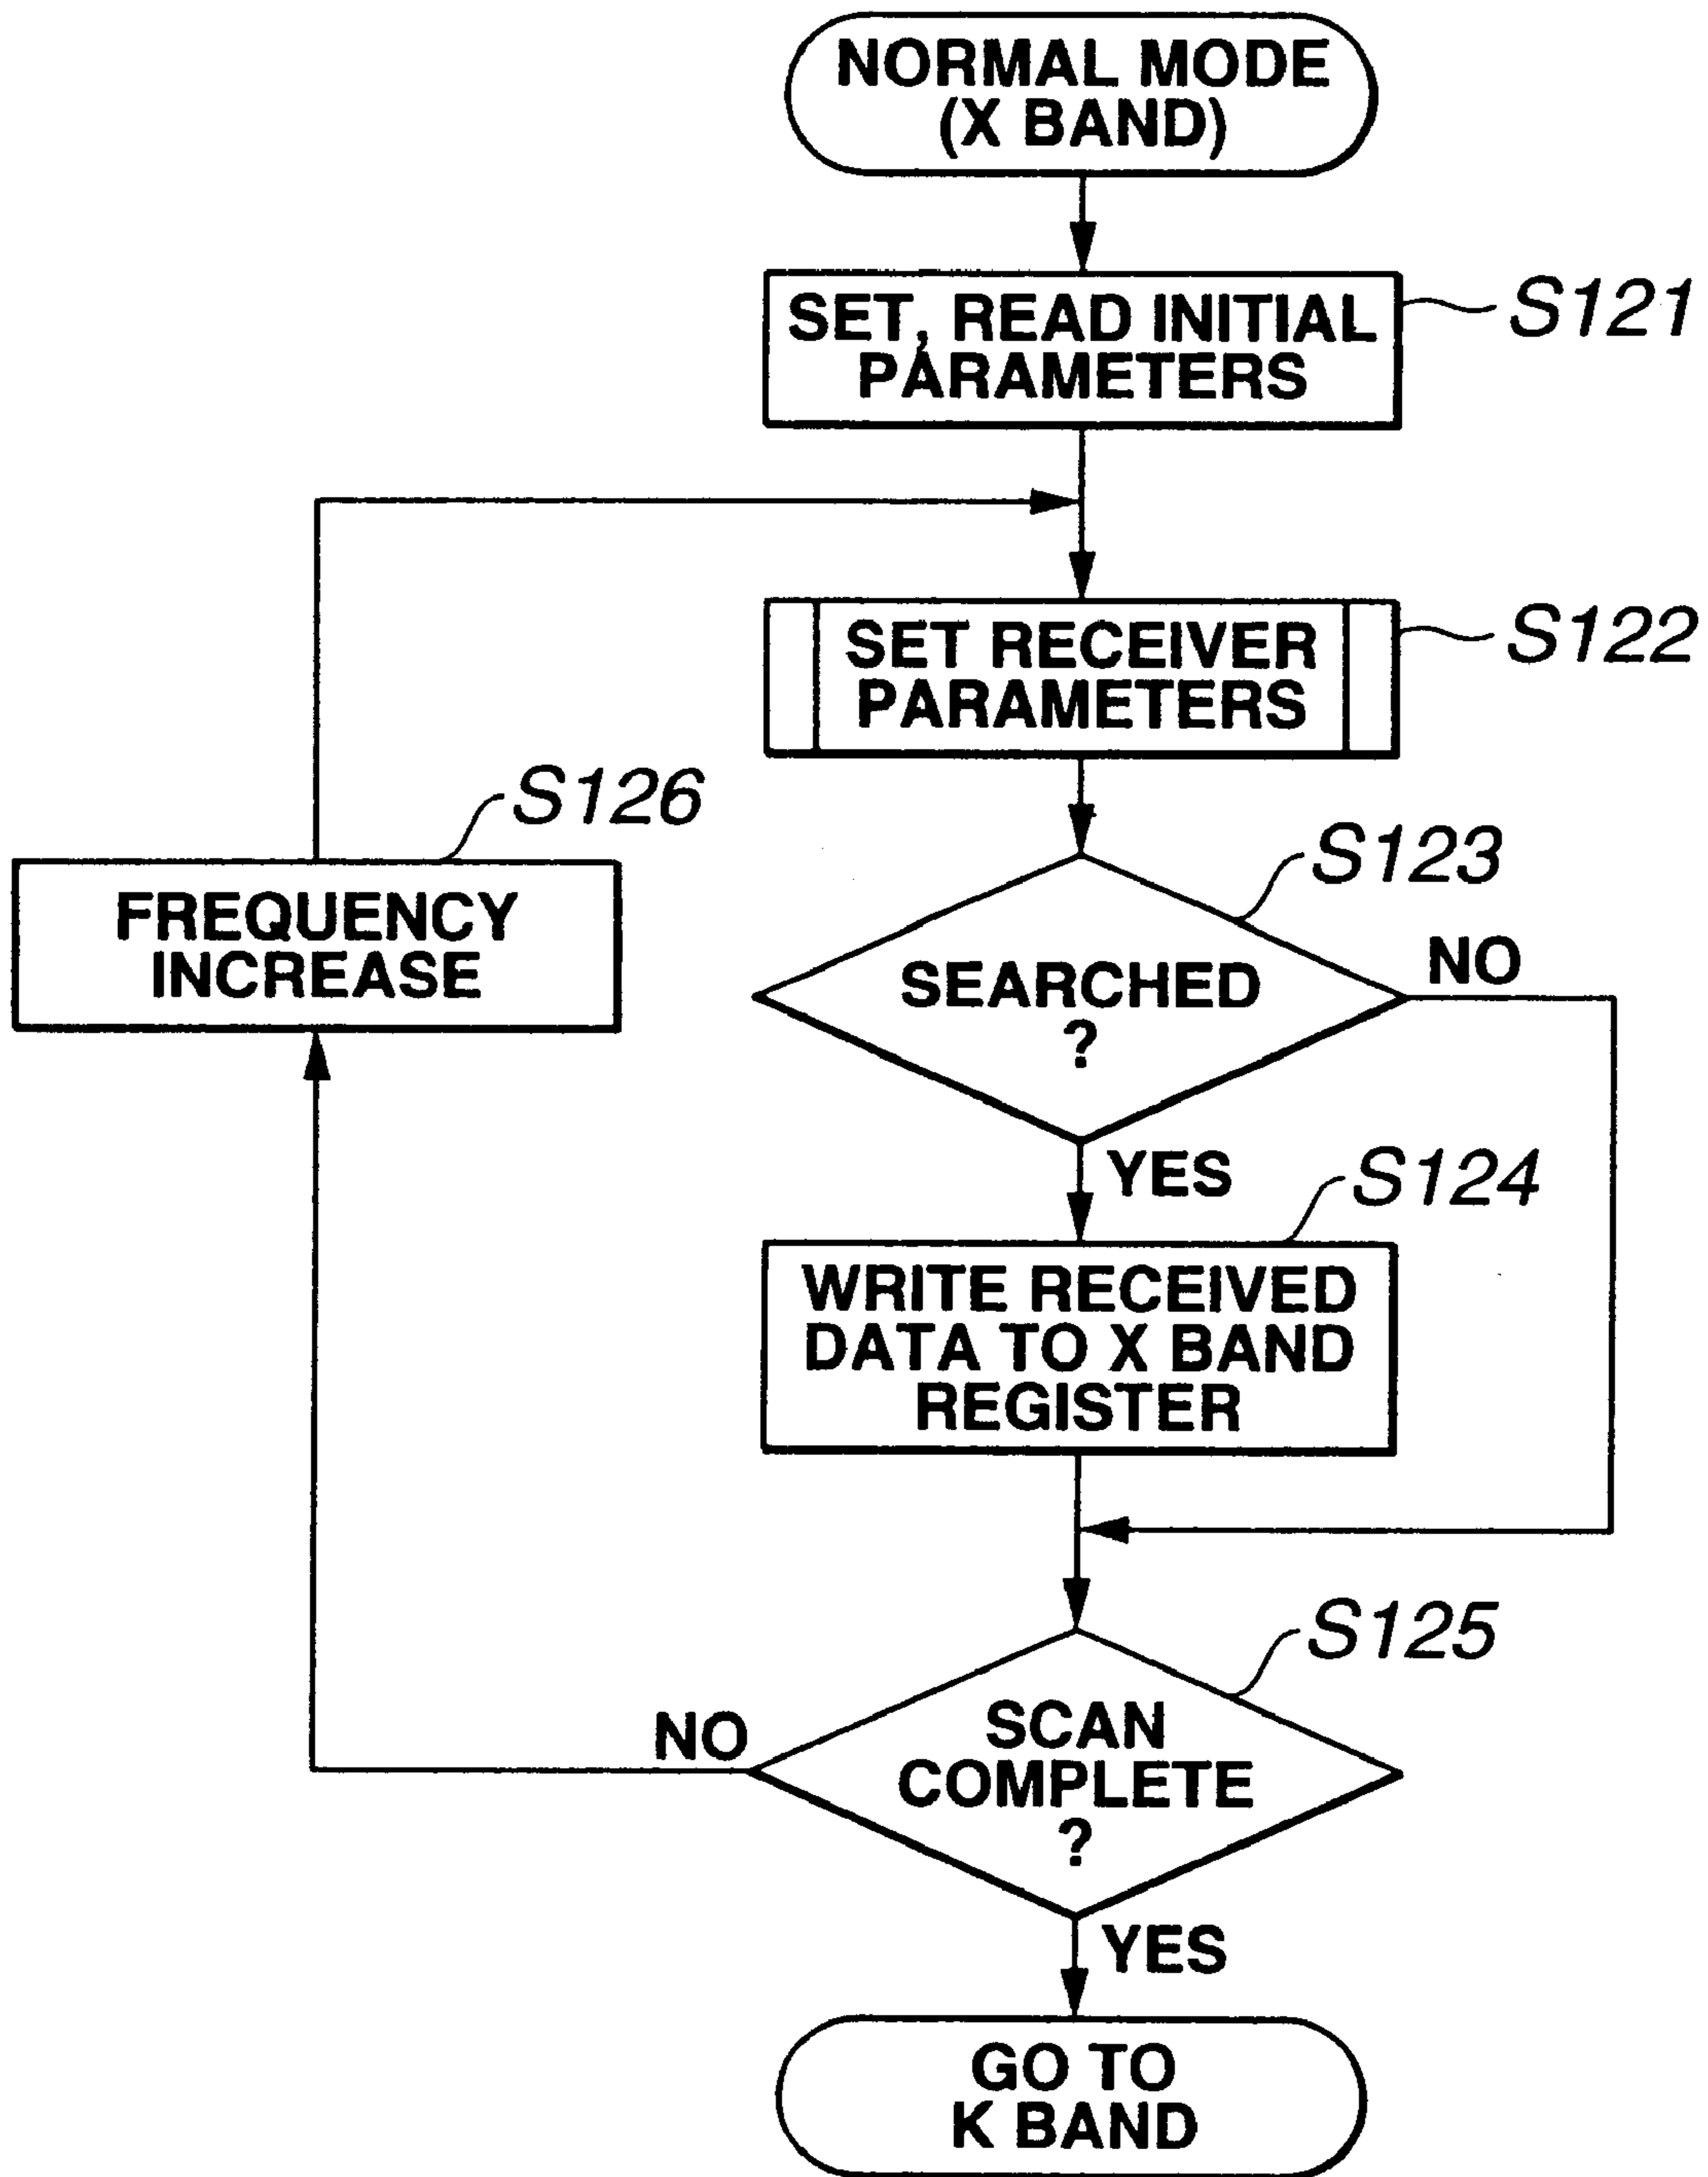 NORMAL MODE
(X BAND)
SET, READ INITIAL
PARAMETERS
S121
SET RECEIVER
PARAMETERS
S122
S126
FREQUENCY
INCREASE
S123
SEARCHED
?
NO
YES
S124
WRITE RECEIVED
DATA TO X BAND
REGISTER
S125
SCAN
COMPLETE
?
NO
YES
GO TO
K BAND